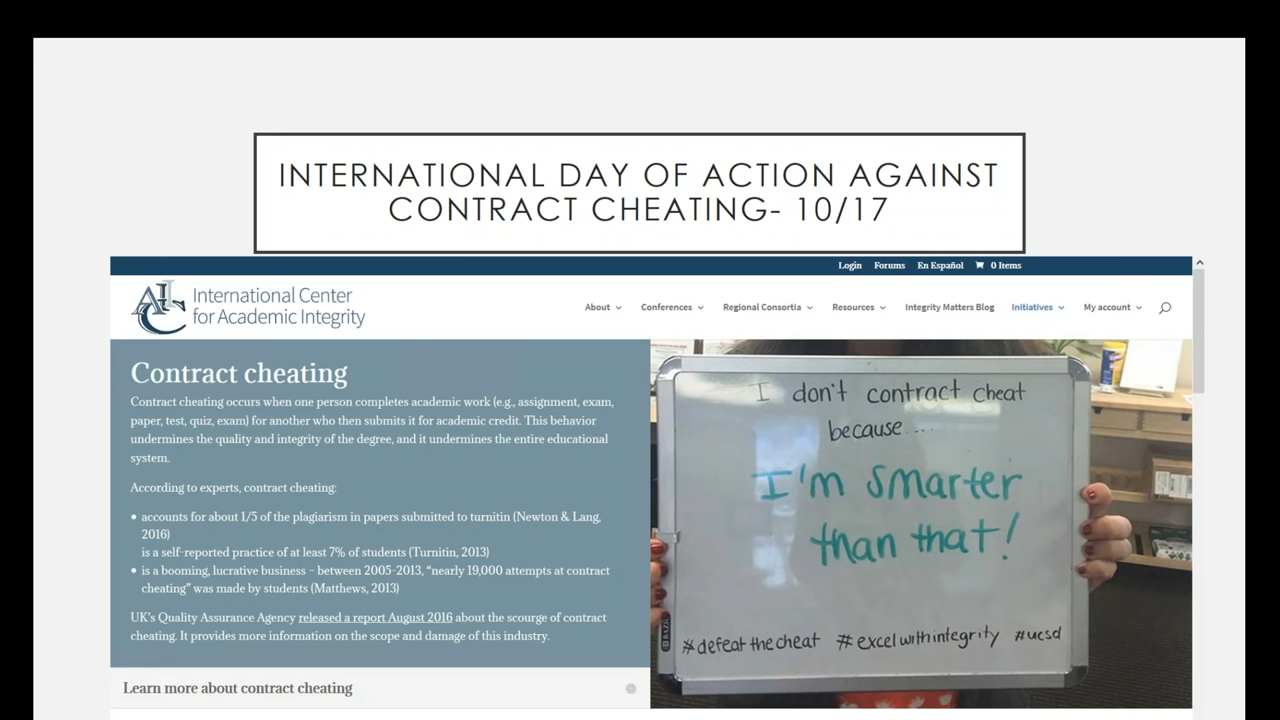 INTERNATIONAL DAY OF ACTION AGAINST
CONTRACT CHEATING- 10/17
Login Forums En Español 0 Items
International Center
for Academic Integrity
About Conferences Regional Consortia Resources Integrity Matters Blog Initiatives My account
Contract cheating
Contract cheating occurs when one person completes academic work (e.g., assignment, exam,
paper, test, quiz, exam) for another who then submits it for academic credit. This behavior
undermines the quality and integrity of the degree, and it undermines the entire educational
system.
According to experts, contract cheating:
• accounts for about 1/5 of the plagiarism in papers submitted to turnitin (Newton & Lang,
2016)
is a self-reported practice of at least 7% of students (Turnitin, 2013)
• is a booming, lucrative business – between 2005-2013, “nearly 19,000 attempts at contract
cheating” was made by students (Matthews, 2013)
UK’s Quality Assurance Agency released a report August 2016 about the scourge of contract
cheating. It provides more information on the scope and damage of this industry.
Learn more about contract cheating
I don't contract cheat
because....
I'm smarter
than that!
#defeatthecheat #excelwithintegrity #ucsd